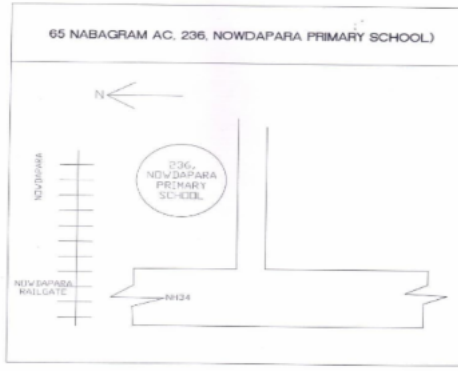 65 NABAGRAM AC, 236, NOWDAPARA PRIMARY SCHOOL)
N
NOWDAPARA
236,
NOWDAPARA
PRIMARY
SCHOOL
NOWDAPARA
RAILGATE
NH34